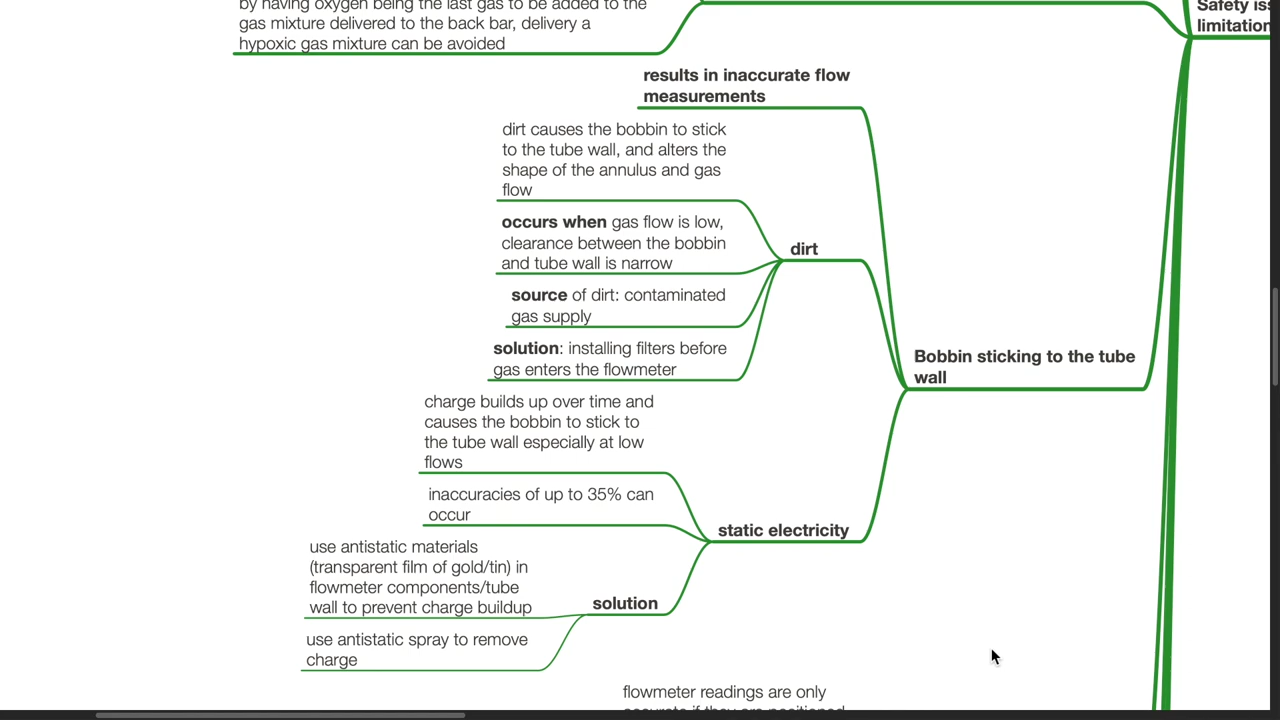 by having oxygen being the last gas to be added to the
gas mixture delivered to the back bar, delivery a
hypoxic gas mixture can be avoided
Safety
limitation
results in inaccurate flow
measurements
dirt causes the bobbin to stick
to the tube wall, and alters the
shape of the annulus and gas
flow
occurs when gas flow is low,
clearance between the bobbin
and tube wall is narrow
dirt
source of dirt: contaminated
gas supply
solution: installing filters before
gas enters the flowmeter
Bobbin sticking to the tube
wall
charge builds up over time and
causes the bobbin to stick to
the tube wall especially at low
flows
inaccuracies of up to 35% can
occur
static electricity
use antistatic materials
(transparent film of gold/tin) in
flowmeter components/tube
wall to prevent charge buildup
solution
use antistatic spray to remove
charge
flowmeter readings are only
accurate if they are positioned